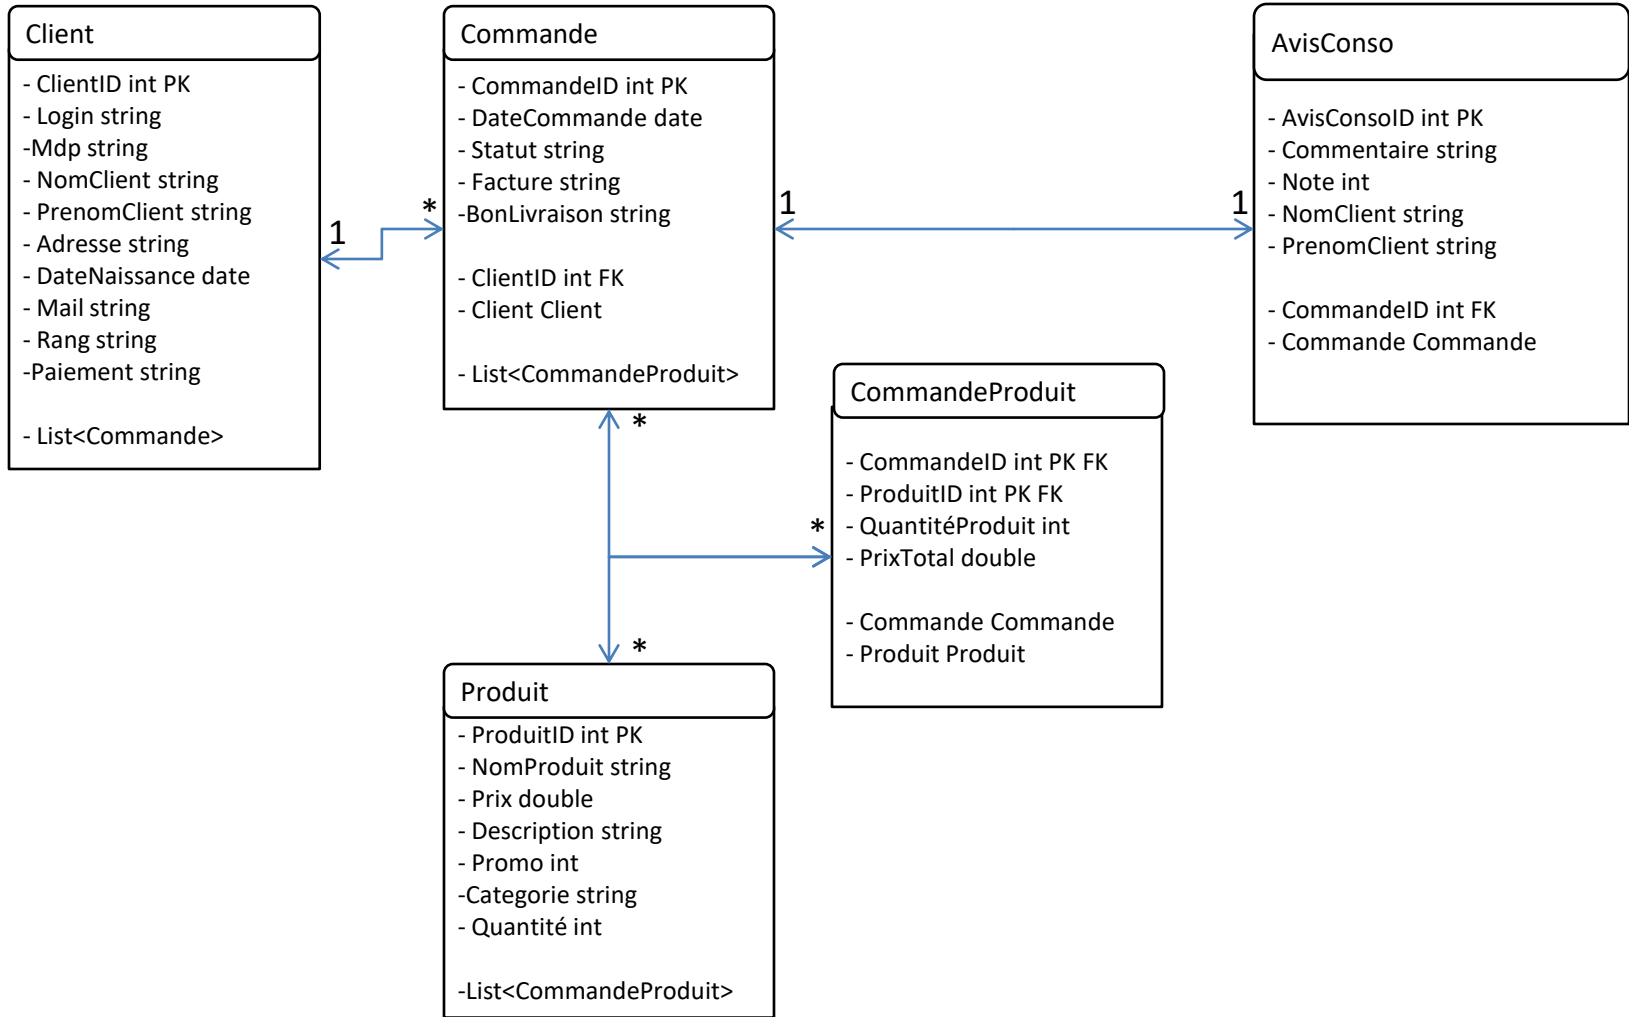 Client
- ClientID int PK
- Login string
-Mdp string
- NomClient string
- PrenomClient string
- Adresse string
- DateNaissance date
- Mail string
- Rang string
-Paiement string
- List<Commande>
1
*
Commande
- CommandeID int PK
- DateCommande date
- Statut string
- Facture string
-BonLivraison string
- ClientID int FK
- Client Client
- List<CommandeProduit>
1
1
AvisConso
- AvisConsoID int PK
- Commentaire string
- Note int
- NomClient string
- PrenomClient string
- CommandeID int FK
- Commande Commande
*
*
CommandeProduit
- CommandeID int PK FK
- ProduitID int PK FK
- QuantitéProduit int
- PrixTotal double
- Commande Commande
- Produit Produit
*
Produit
- ProduitID int PK
- NomProduit string
- Prix double
- Description string
- Promo int
-Categorie string
- Quantité int
-List<CommandeProduit>